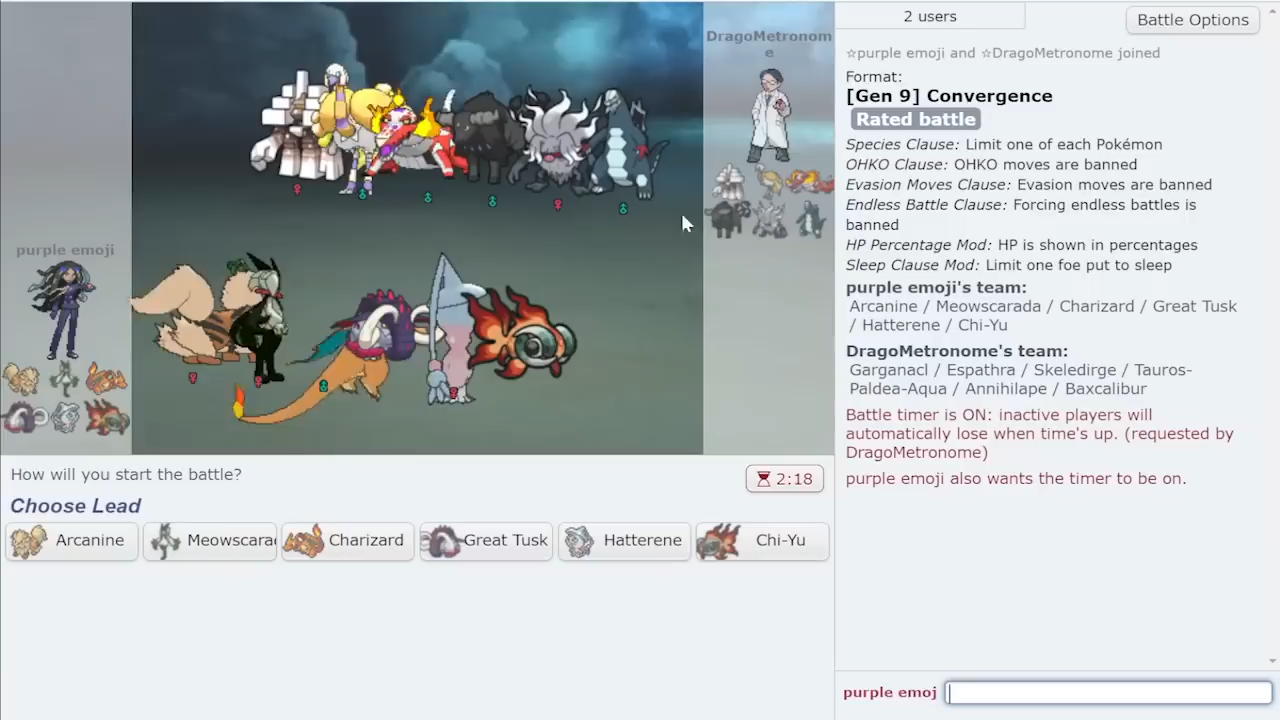 DragoMetronom
e
purple emoji
How will you start the battle?
2:18
Choose Lead
Arcanine
Meowscara
Charizard
Great Tusk
Hatterene
Chi-Yu
2 users
Battle Options
☆purple emoji and ☆DragoMetronome joined
Format:
[Gen 9] Convergence
Rated battle
Species Clause: Limit one of each Pokémon
OHKO Clause: OHKO moves are banned
Evasion Moves Clause: Evasion moves are banned
Endless Battle Clause: Forcing endless battles is
banned
HP Percentage Mod: HP is shown in percentages
Sleep Clause Mod: Limit one foe put to sleep
purple emoji's team:
Arcanine / Meowscarada / Charizard / Great Tusk
/ Hatterene / Chi-Yu
DragoMetronome's team:
Garganacl / Espathra / Skeledirge / Tauros-
Paldea-Aqua / Annihilape / Baxcalibur
Battle timer is ON: inactive players will
automatically lose when time's up. (requested by
DragoMetronome)
purple emoji also wants the timer to be on.
purple emoj